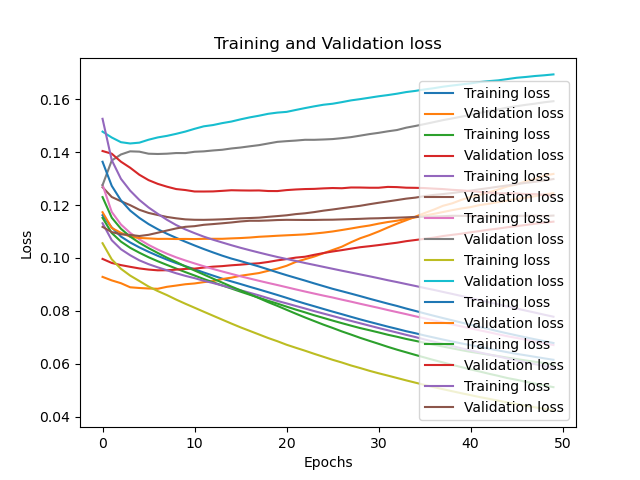 Training and Validation loss
Loss
0.16
0.14
0.12
0.10
0.08
0.06
0.04
Training loss
Validation loss
Training loss
Validation loss
Training loss
Validation loss
Training loss
Validation loss
Training loss
Validation loss
Training loss
Validation loss
Training loss
Validation loss
Training loss
Validation loss
0 10 20 30 40 50
Epochs